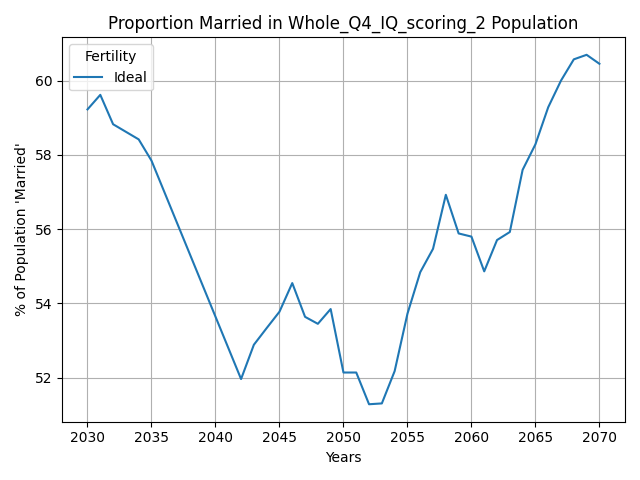 Proportion Married in Whole_Q4_IQ_scoring_2 Population
Fertility
Ideal
% of Population 'Married'
60
58
56
54
52
2030 2035 2040 2045 2050 2055 2060 2065 2070
Years